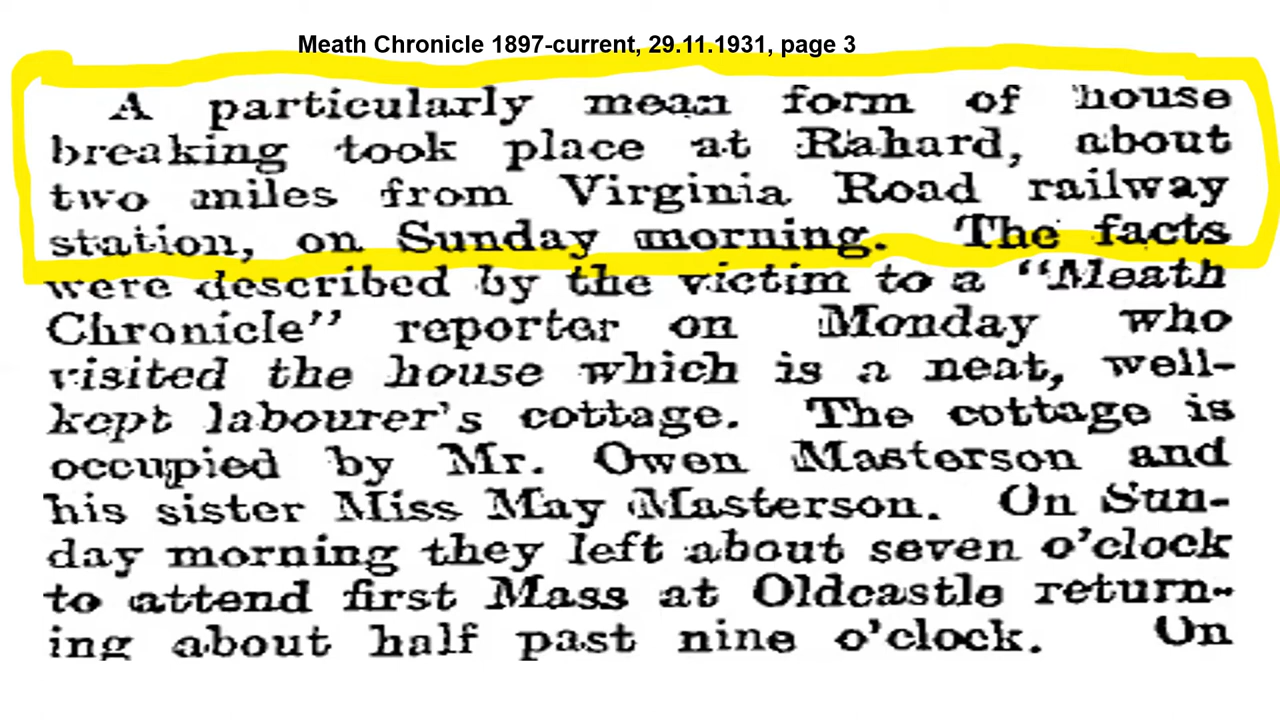 Meath Chronicle 1897-current, 29.11.1931, page 3
A particularly mean form of house
breaking took place at Rahard, about
two miles from Virginia Road railway
station, on Sunday morning. The facts
were described by the victim to a "Meath
Chronicle" reporter on Monday who
visited the house which is a neat, well-
kept labourer's cottage. The cottage is
occupied by Mr. Owen Masterson and
his sister Miss May Masterson. On Sun-
day morning they left about seven o'clock
to attend first Mass at Oldcastle return-
ing about half past nine o'clock. On